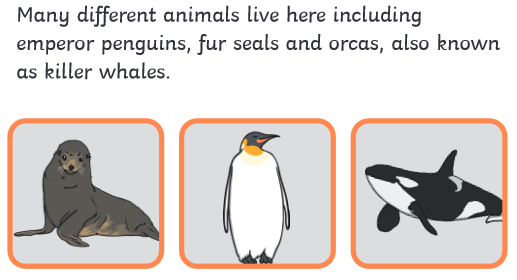 Many different animals live here including
emperor penguins, fur seals and orcas, also known
as killer whales.